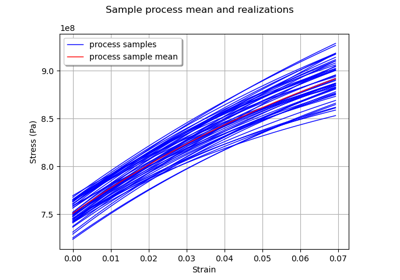 Sample process mean and realizations
1e8
process samples
process sample mean
9.0
8.5
8.0
7.5
Stress (Pa)
0.00 0.01 0.02 0.03 0.04 0.05 0.06 0.07
Strain